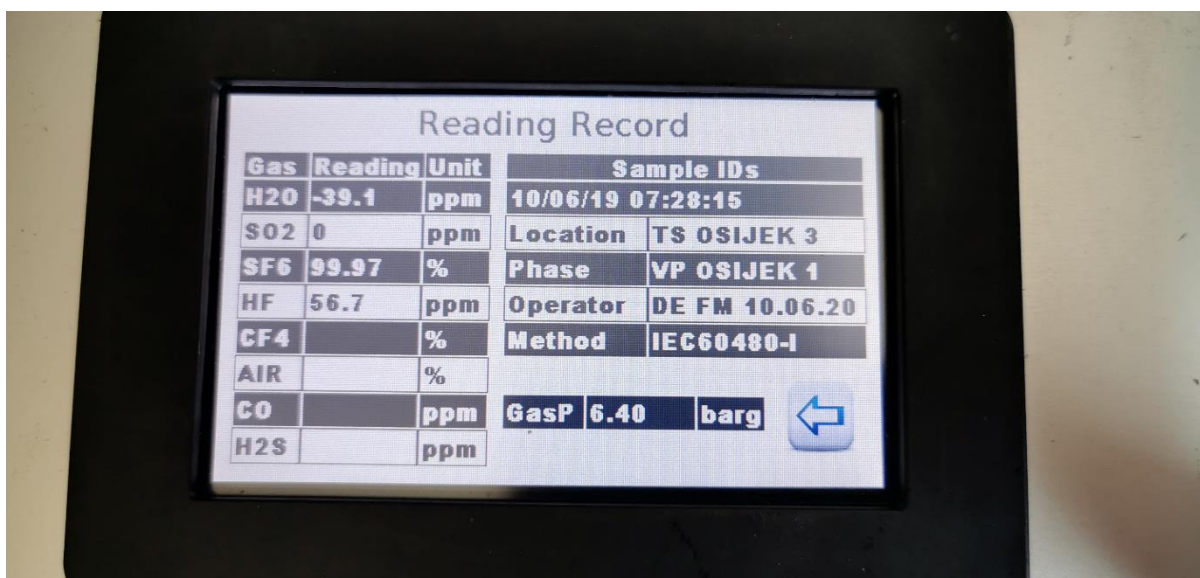 Reading Record
Gas Reading Unit
H2O -39.1 ppm
SO2 0 ppm
SF6 99.97 %
HF 56.7 ppm
CF4 %
AIR %
CO ppm
H2S ppm
Sample IDs
10/06/19 07:28:15
Location TS OSIJEK 3
Phase VP OSIJEK 1
Operator DE FM 10.06.20
Method IEC60480-I
GasP 6.40 barg